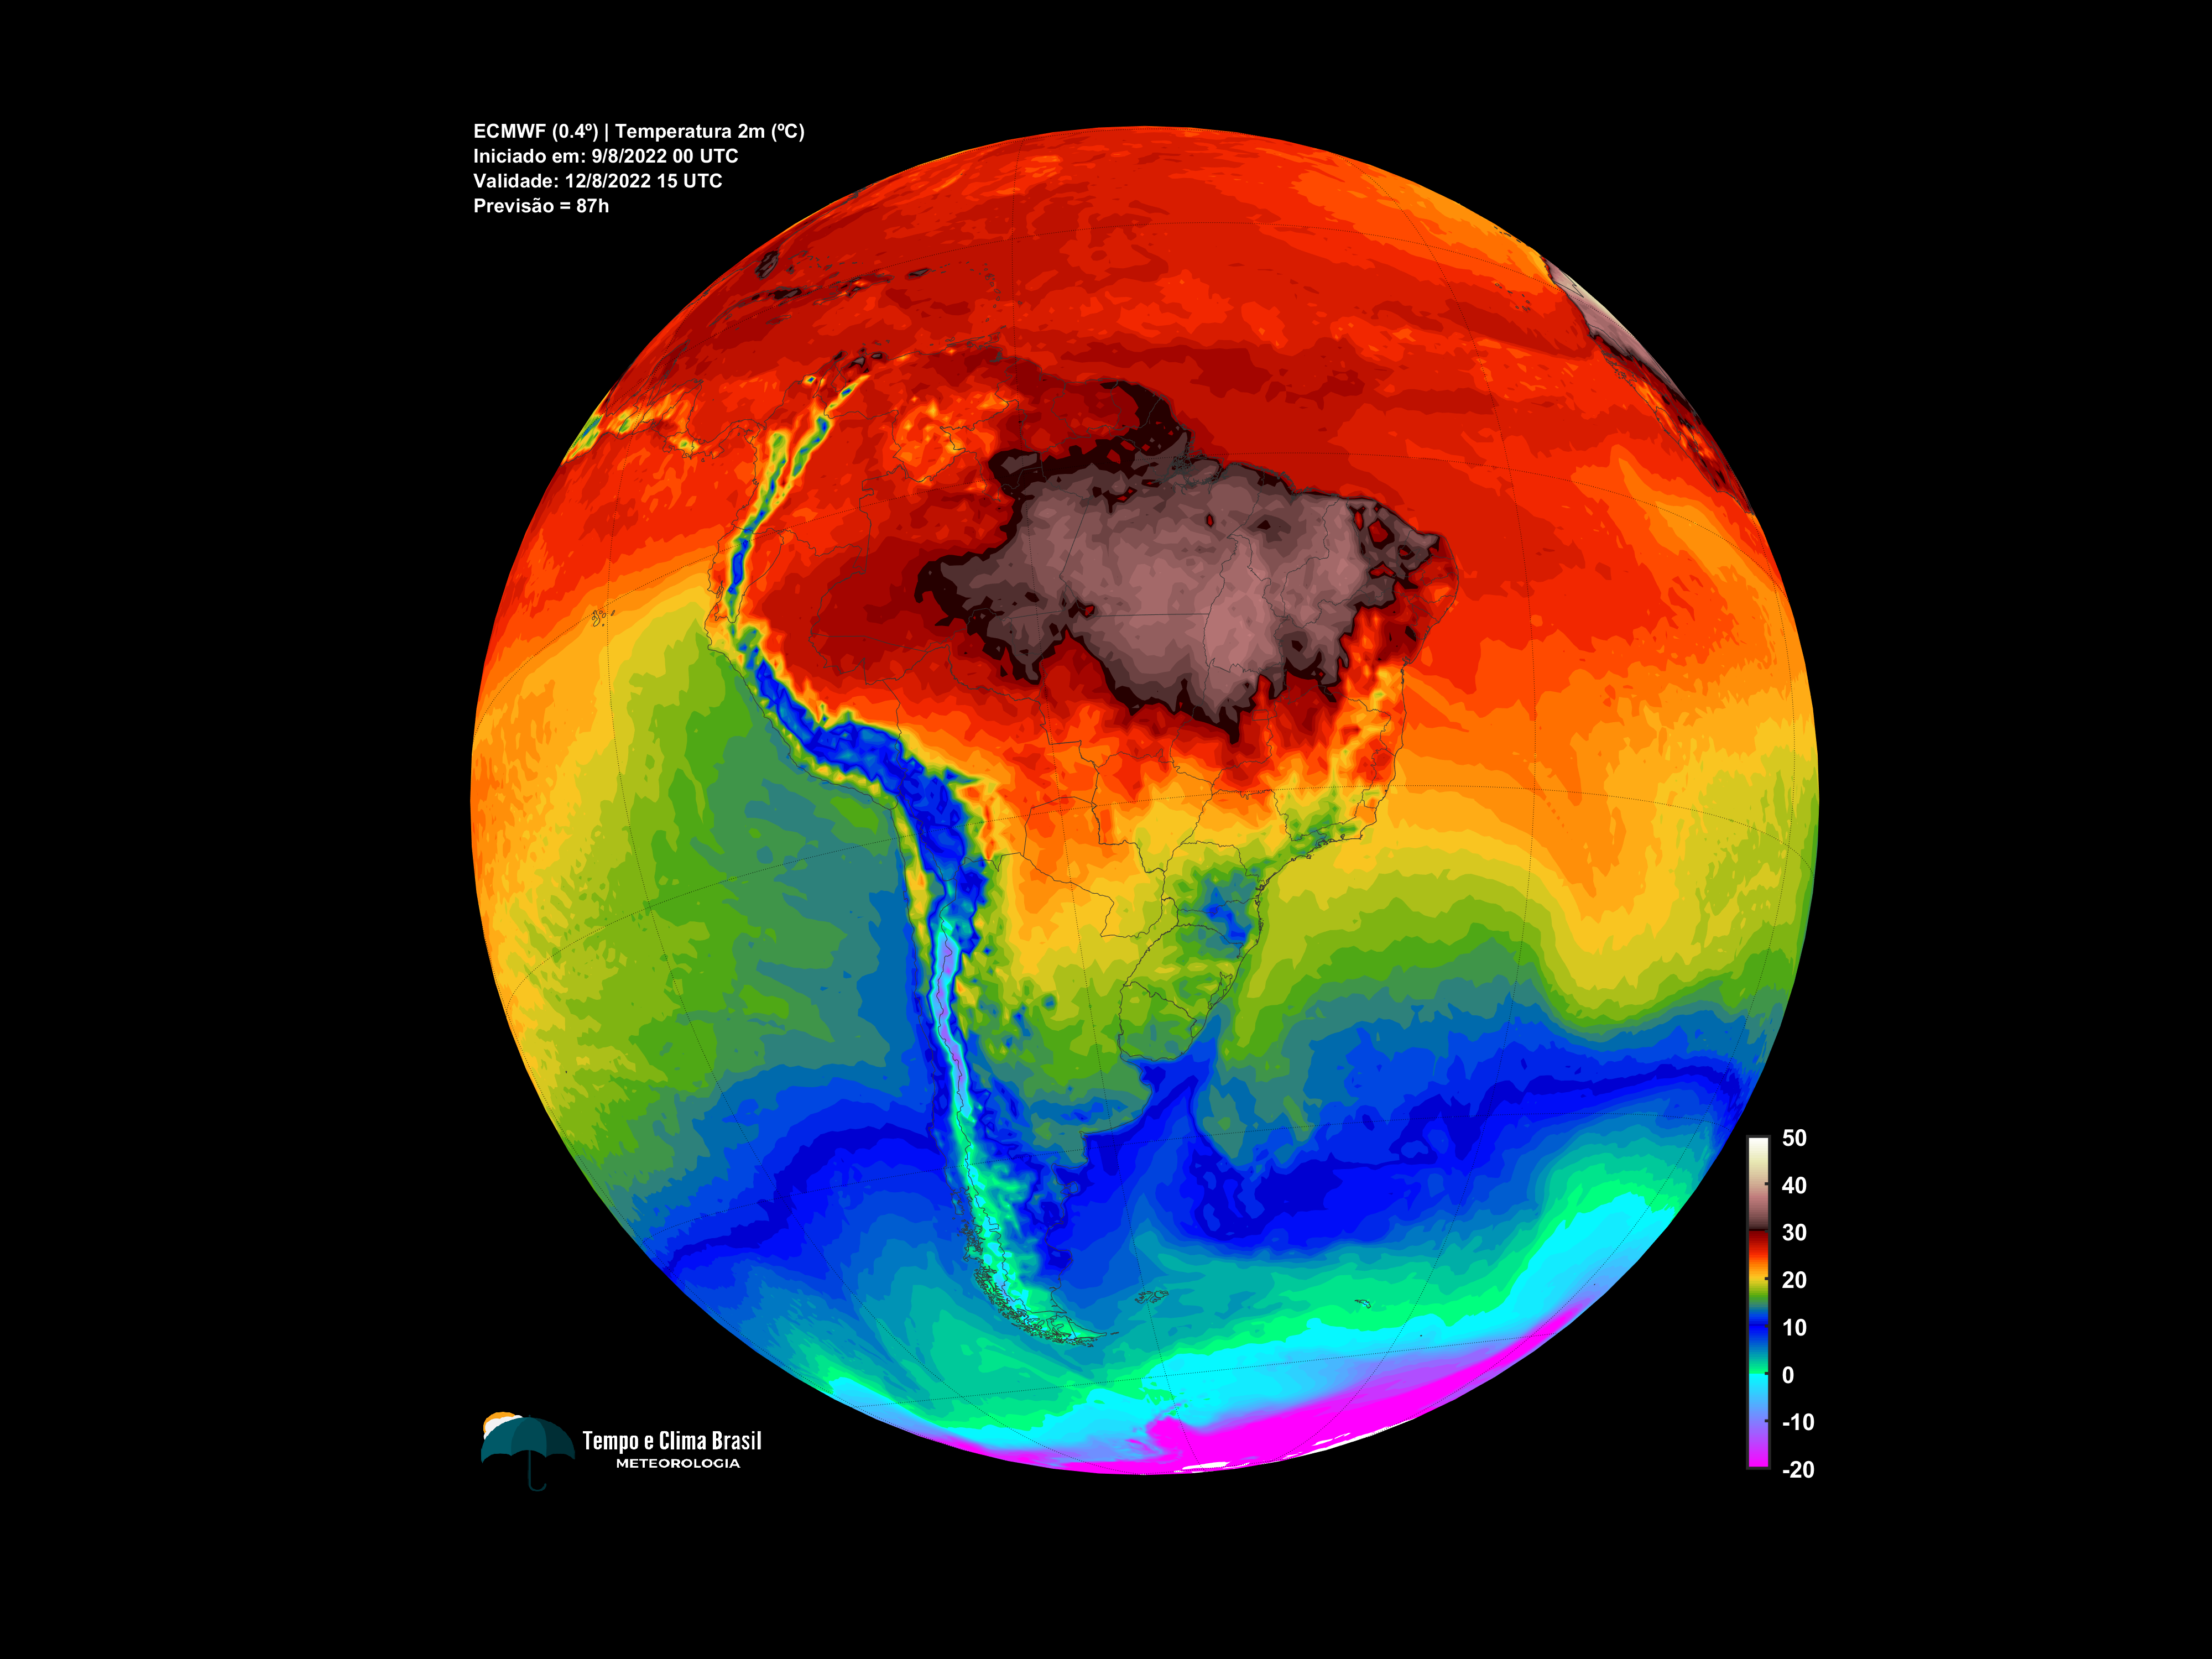 ECMWF (0.4º) | Temperatura 2m (ºC)
Iniciado em: 9/8/2022 00 UTC
Validade: 12/8/2022 15 UTC
Previsão = 87h
50
40
30
20
10
0
-10
-20
Tempo e Clima Brasil
METEOROLOGIA